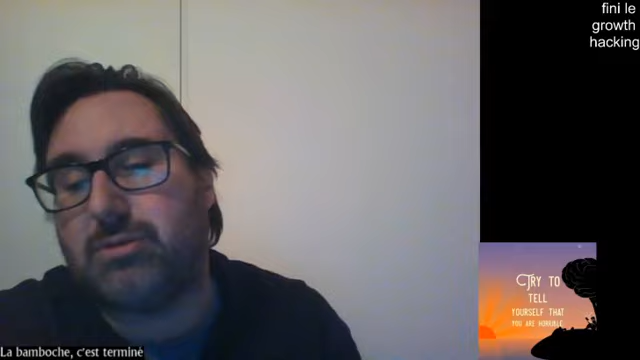 fini le
growth
hacking
TRY TO
TELL
YOURSELF THAT
YOU ARE HORRIBLE
La bamboche, c'est terminé